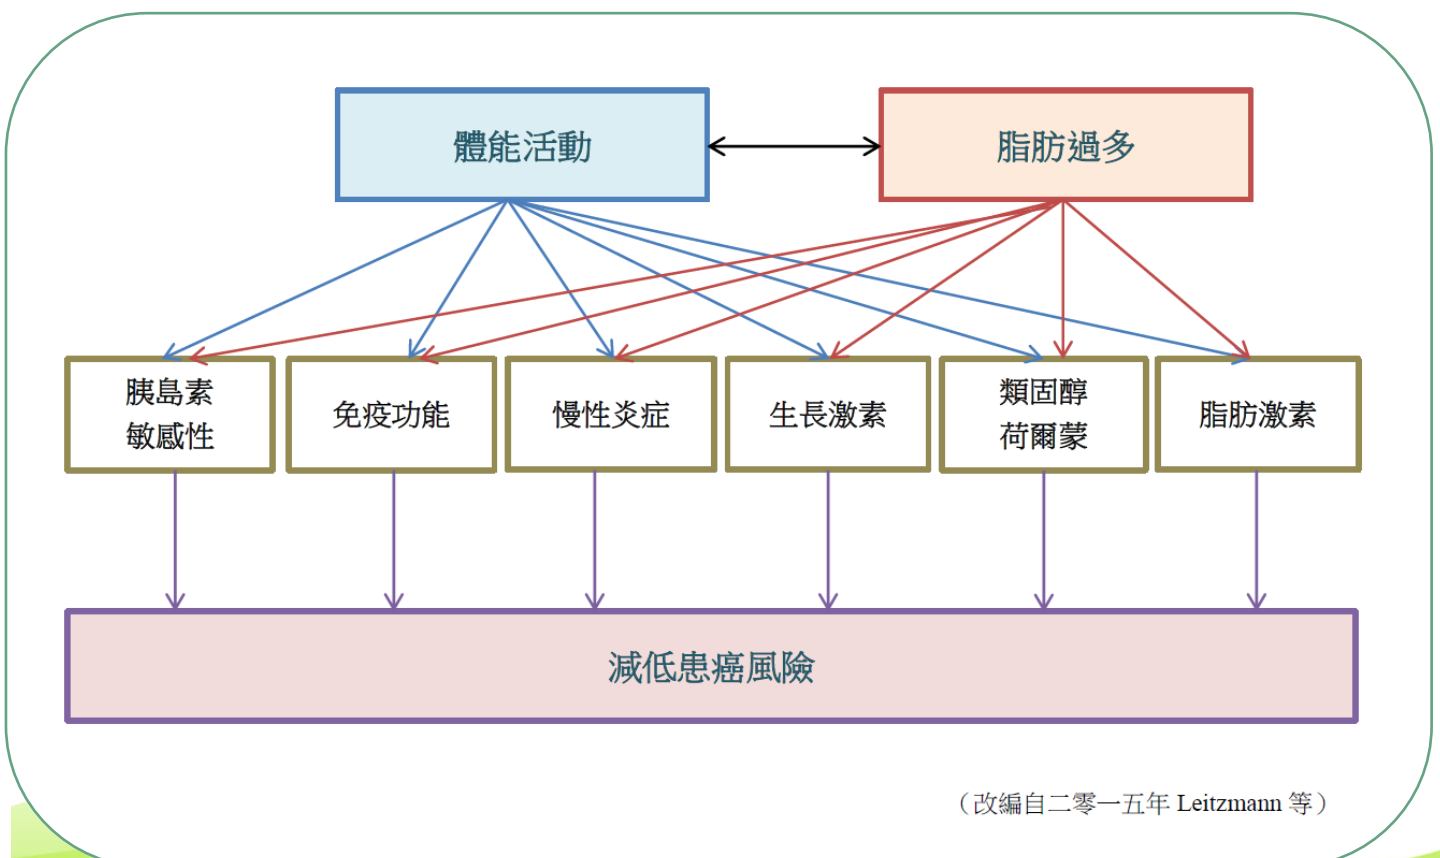 體能活動
脂肪過多
胰島素
敏感性
免疫功能
慢性炎症
生長激素
類固醇
荷爾蒙
脂肪激素
減低患癌風險
（改編自二零一五年 Leitzmann 等）